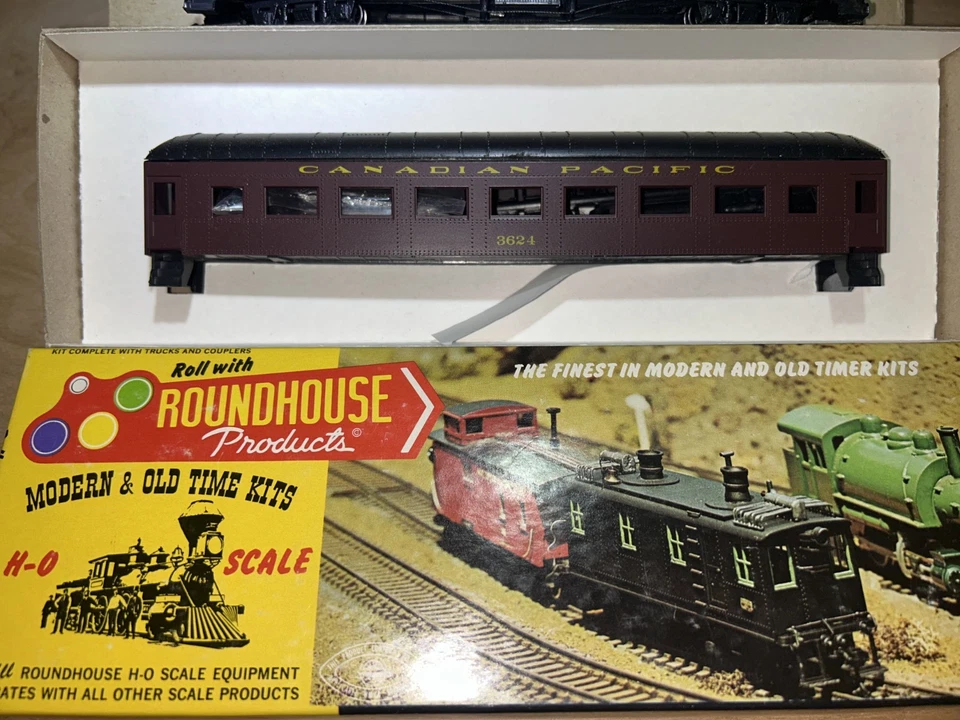 CANADIAN PACIFIC
3624
KIT COMPLETE WITH TRUCKS AND COUPLERS
Roll with
ROUNDHOUSE
Products ©
THE FINEST IN MODERN AND OLD TIMER KITS
MODERN & OLD TIME KITS
H-O SCALE
ROUNDHOUSE H-O SCALE EQUIPMENT
WITH ALL OTHER SCALE PRODUCTS